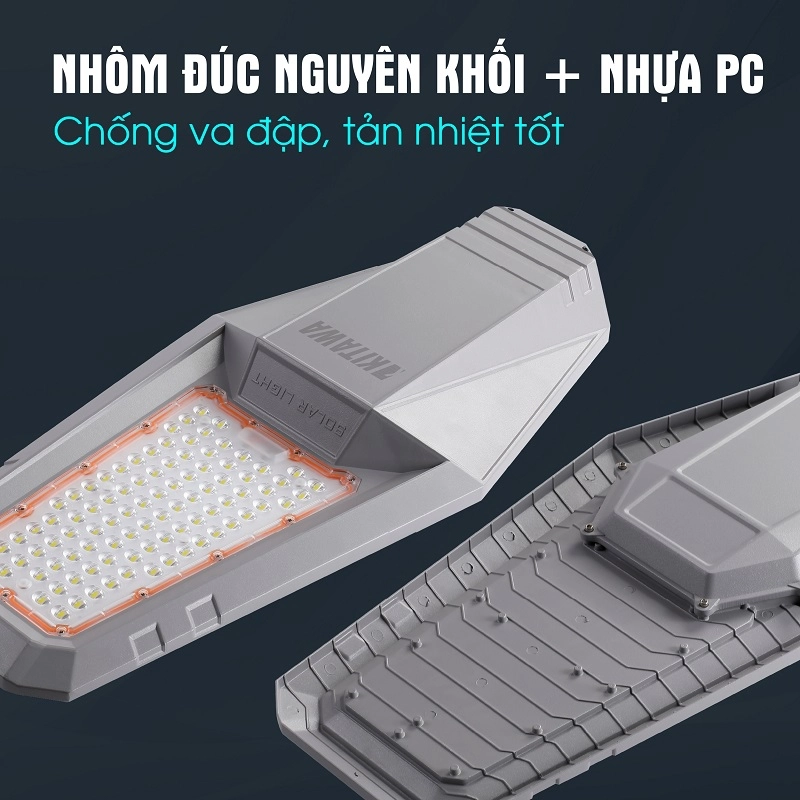 NHÔM ĐÚC NGUYÊN KHỐI + NHỰA PC
Chống va đập, tản nhiệt tốt
KITAWA
SOLAR LIGHT